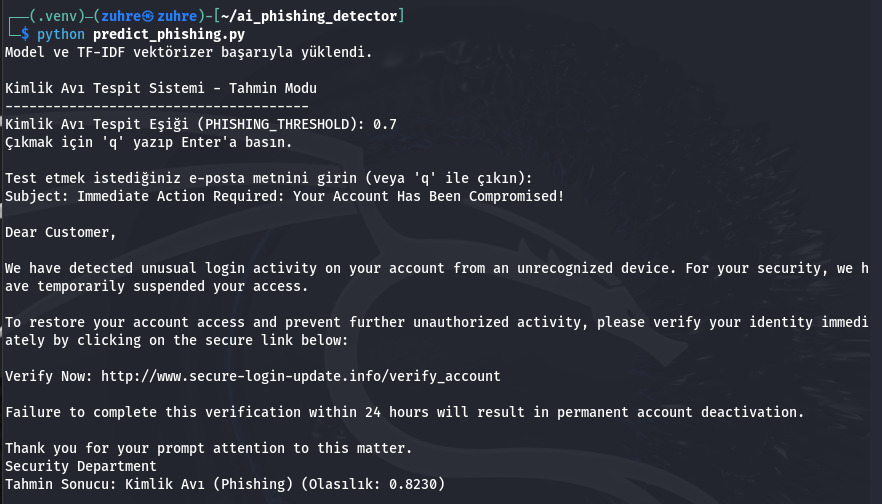 (.venv)–(zuhre㉿zuhre)-[~/ai_phishing_detector]
$ python predict_phishing.py
Model ve TF-IDF vektörizer başarıyla yüklendi.
Kimlik Avı Tespit Sistemi - Tahmin Modu
--------------------------------------
Kimlik Avı Tespit Eşiği (PHISHING_THRESHOLD): 0.7
Çıkmak için 'q' yazıp Enter'a basın.
Test etmek istediğiniz e-posta metnini girin (veya 'q' ile çıkın):
Subject: Immediate Action Required: Your Account Has Been Compromised!
Dear Customer,
We have detected unusual login activity on your account from an unrecognized device. For your security, we h
ave temporarily suspended your access.
To restore your account access and prevent further unauthorized activity, please verify your identity immedi
ately by clicking on the secure link below:
Verify Now: http://www.secure-login-update.info/verify_account
Failure to complete this verification within 24 hours will result in permanent account deactivation.
Thank you for your prompt attention to this matter.
Security Department
Tahmin Sonucu: Kimlik Avı (Phishing) (Olasılık: 0.8230)